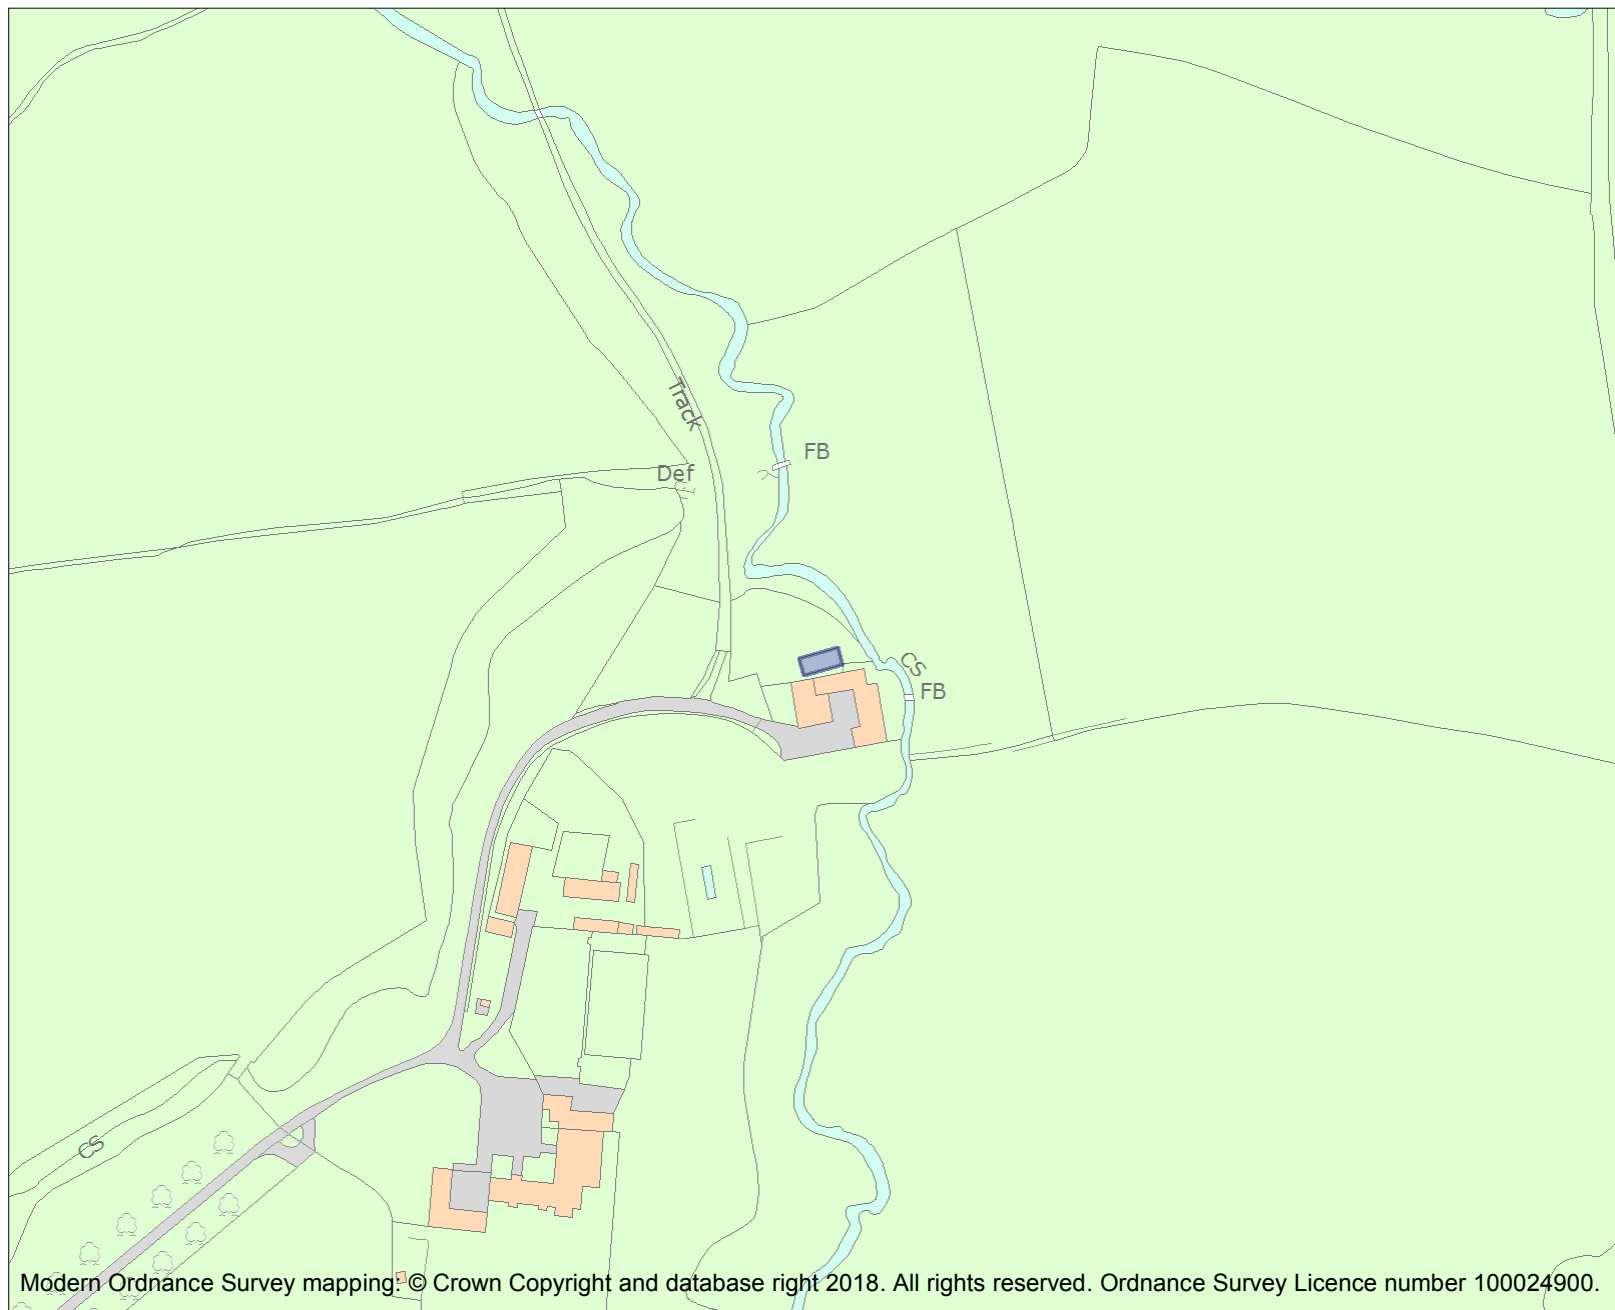 Track
FB
Def
CS
FB
CS
Modern Ordnance Survey mapping: © Crown Copyright and database right 2018. All rights reserved. Ordnance Survey Licence number 100024900.